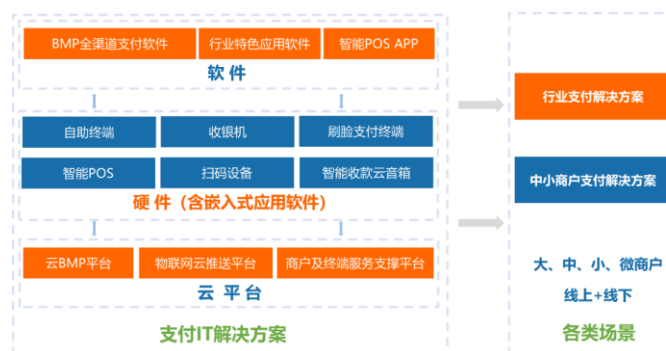 BMP全渠道支付软件 行业特色应用软件 智能POS APP
软 件
自助终端 收银机 刷脸支付终端
智能POS 扫码设备 智能收款云音箱
硬 件（含嵌入式应用软件）
云BMP平台 物联网云推送平台 商户及终端服务支撑平台
云 平 台
支付IT解决方案
行业支付解决方案
中小商户支付解决方案
大、中、小、微商户
线上+线下
各类场景